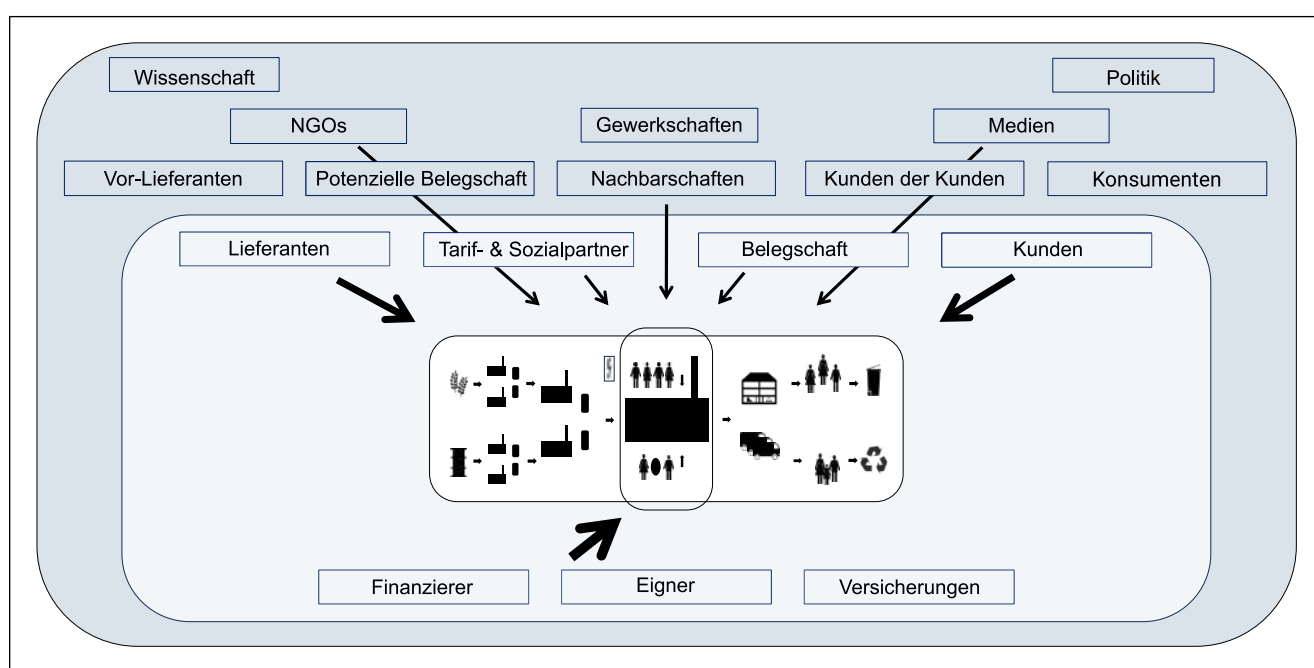 Wissenschaft
Politik
NGOs
Gewerkschaften
Medien
Vor-Lieferanten
Potenzielle Belegschaft
Nachbarschaften
Kunden der Kunden
Konsumenten
Lieferanten
Tarif- & Sozialpartner
Belegschaft
Kunden
Finanzierer
Eigner
Versicherungen